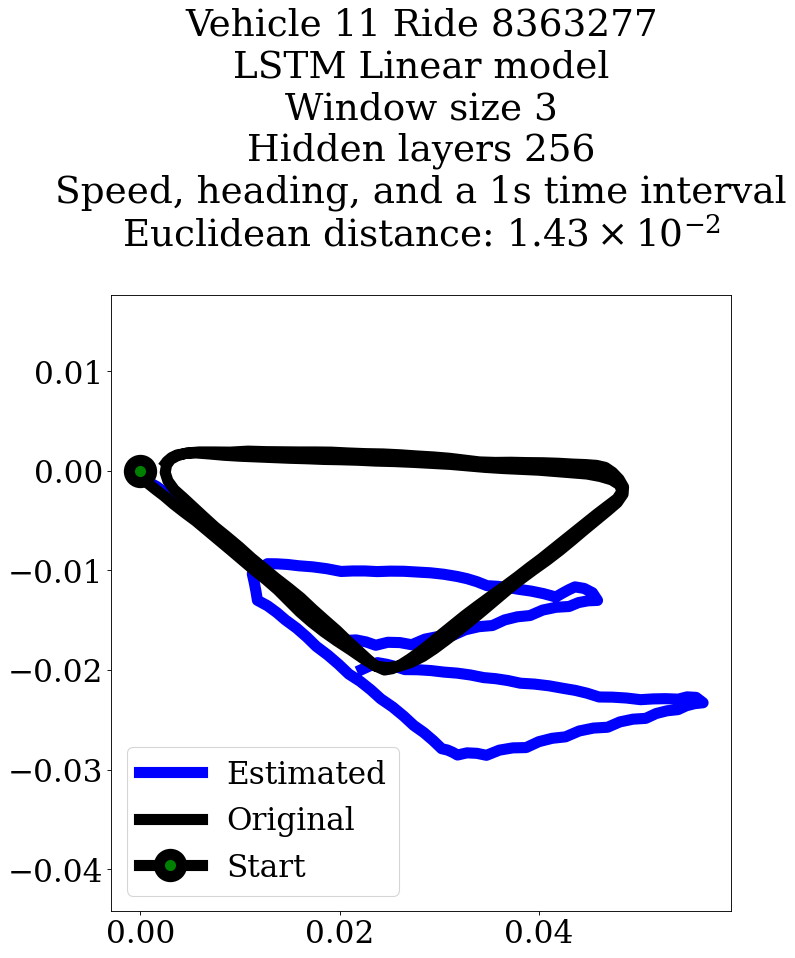 Vehicle 11 Ride 8363277
LSTM Linear model
Window size 3
Hidden layers 256
Speed, heading, and a 1s time interval
Euclidean distance: 1.43 × 10⁻²
0.01
0.00
−0.01
−0.02
−0.03
−0.04
Estimated
Original
Start
0.00 0.02 0.04